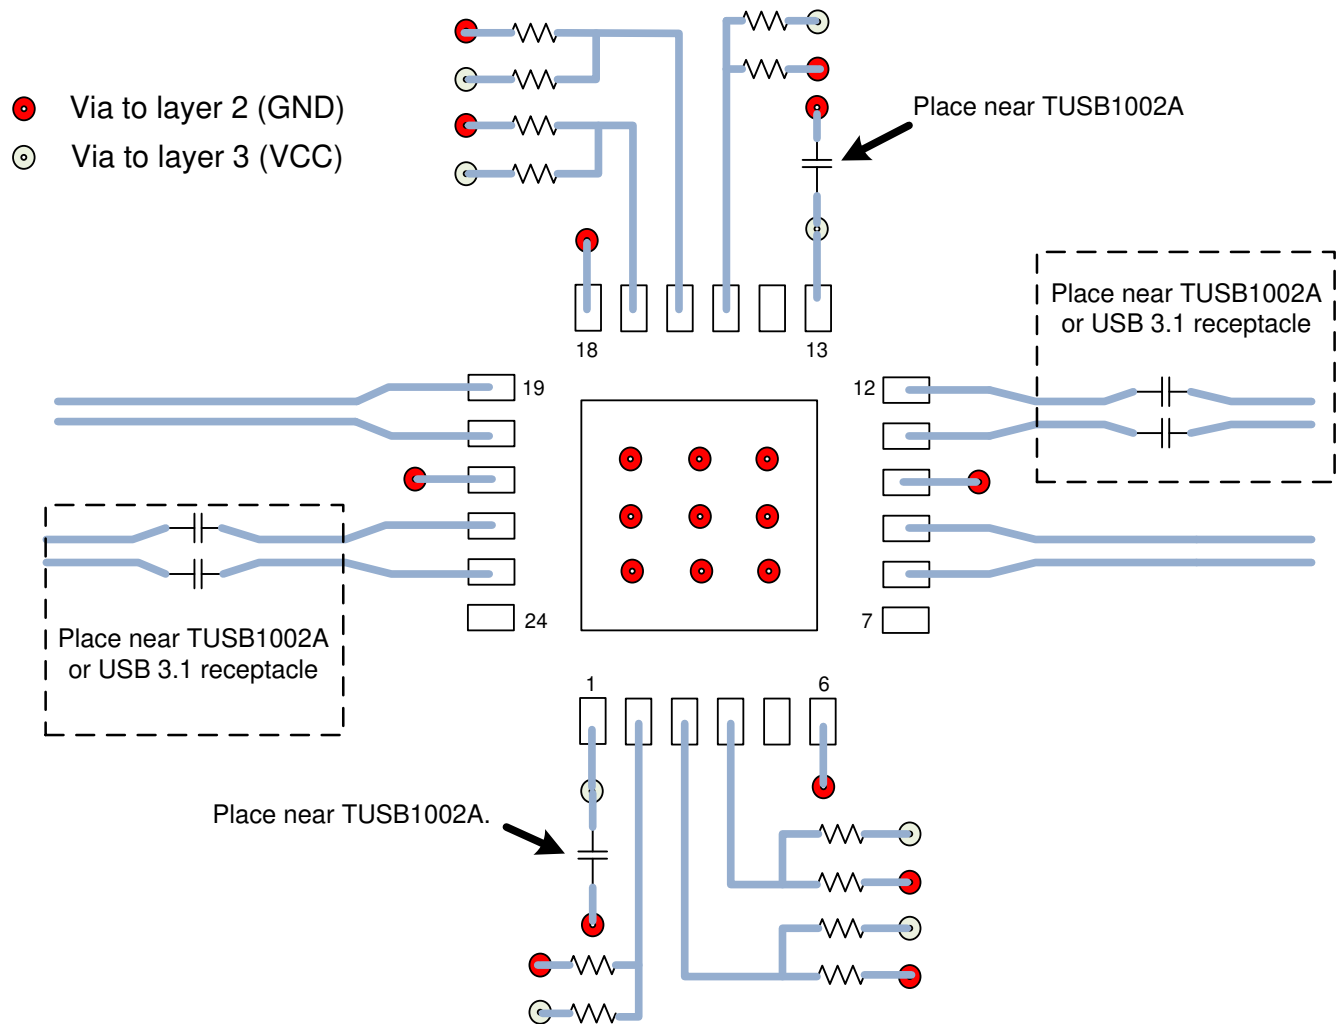 Via to layer 2 (GND)
Via to layer 3 (VCC)
Place near TUSB1002A
Place near TUSB1002A
or USB 3.1 receptacle
18
13
19
12
24
7
Place near TUSB1002A
or USB 3.1 receptacle
1
6
Place near TUSB1002A.